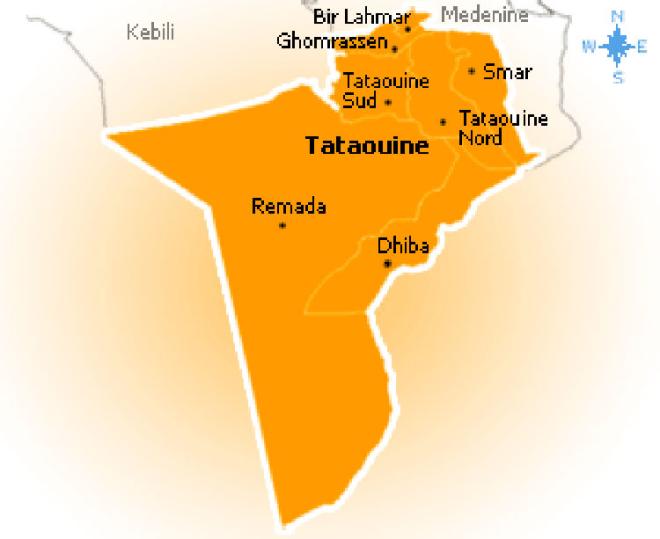 Bir Lahmar
Medenine
N
Kebili
Ghomrassen
W E
Smar
S
Tataouine
Sud
Tataouine
Nord
Tataouine
Remada
Dhiba